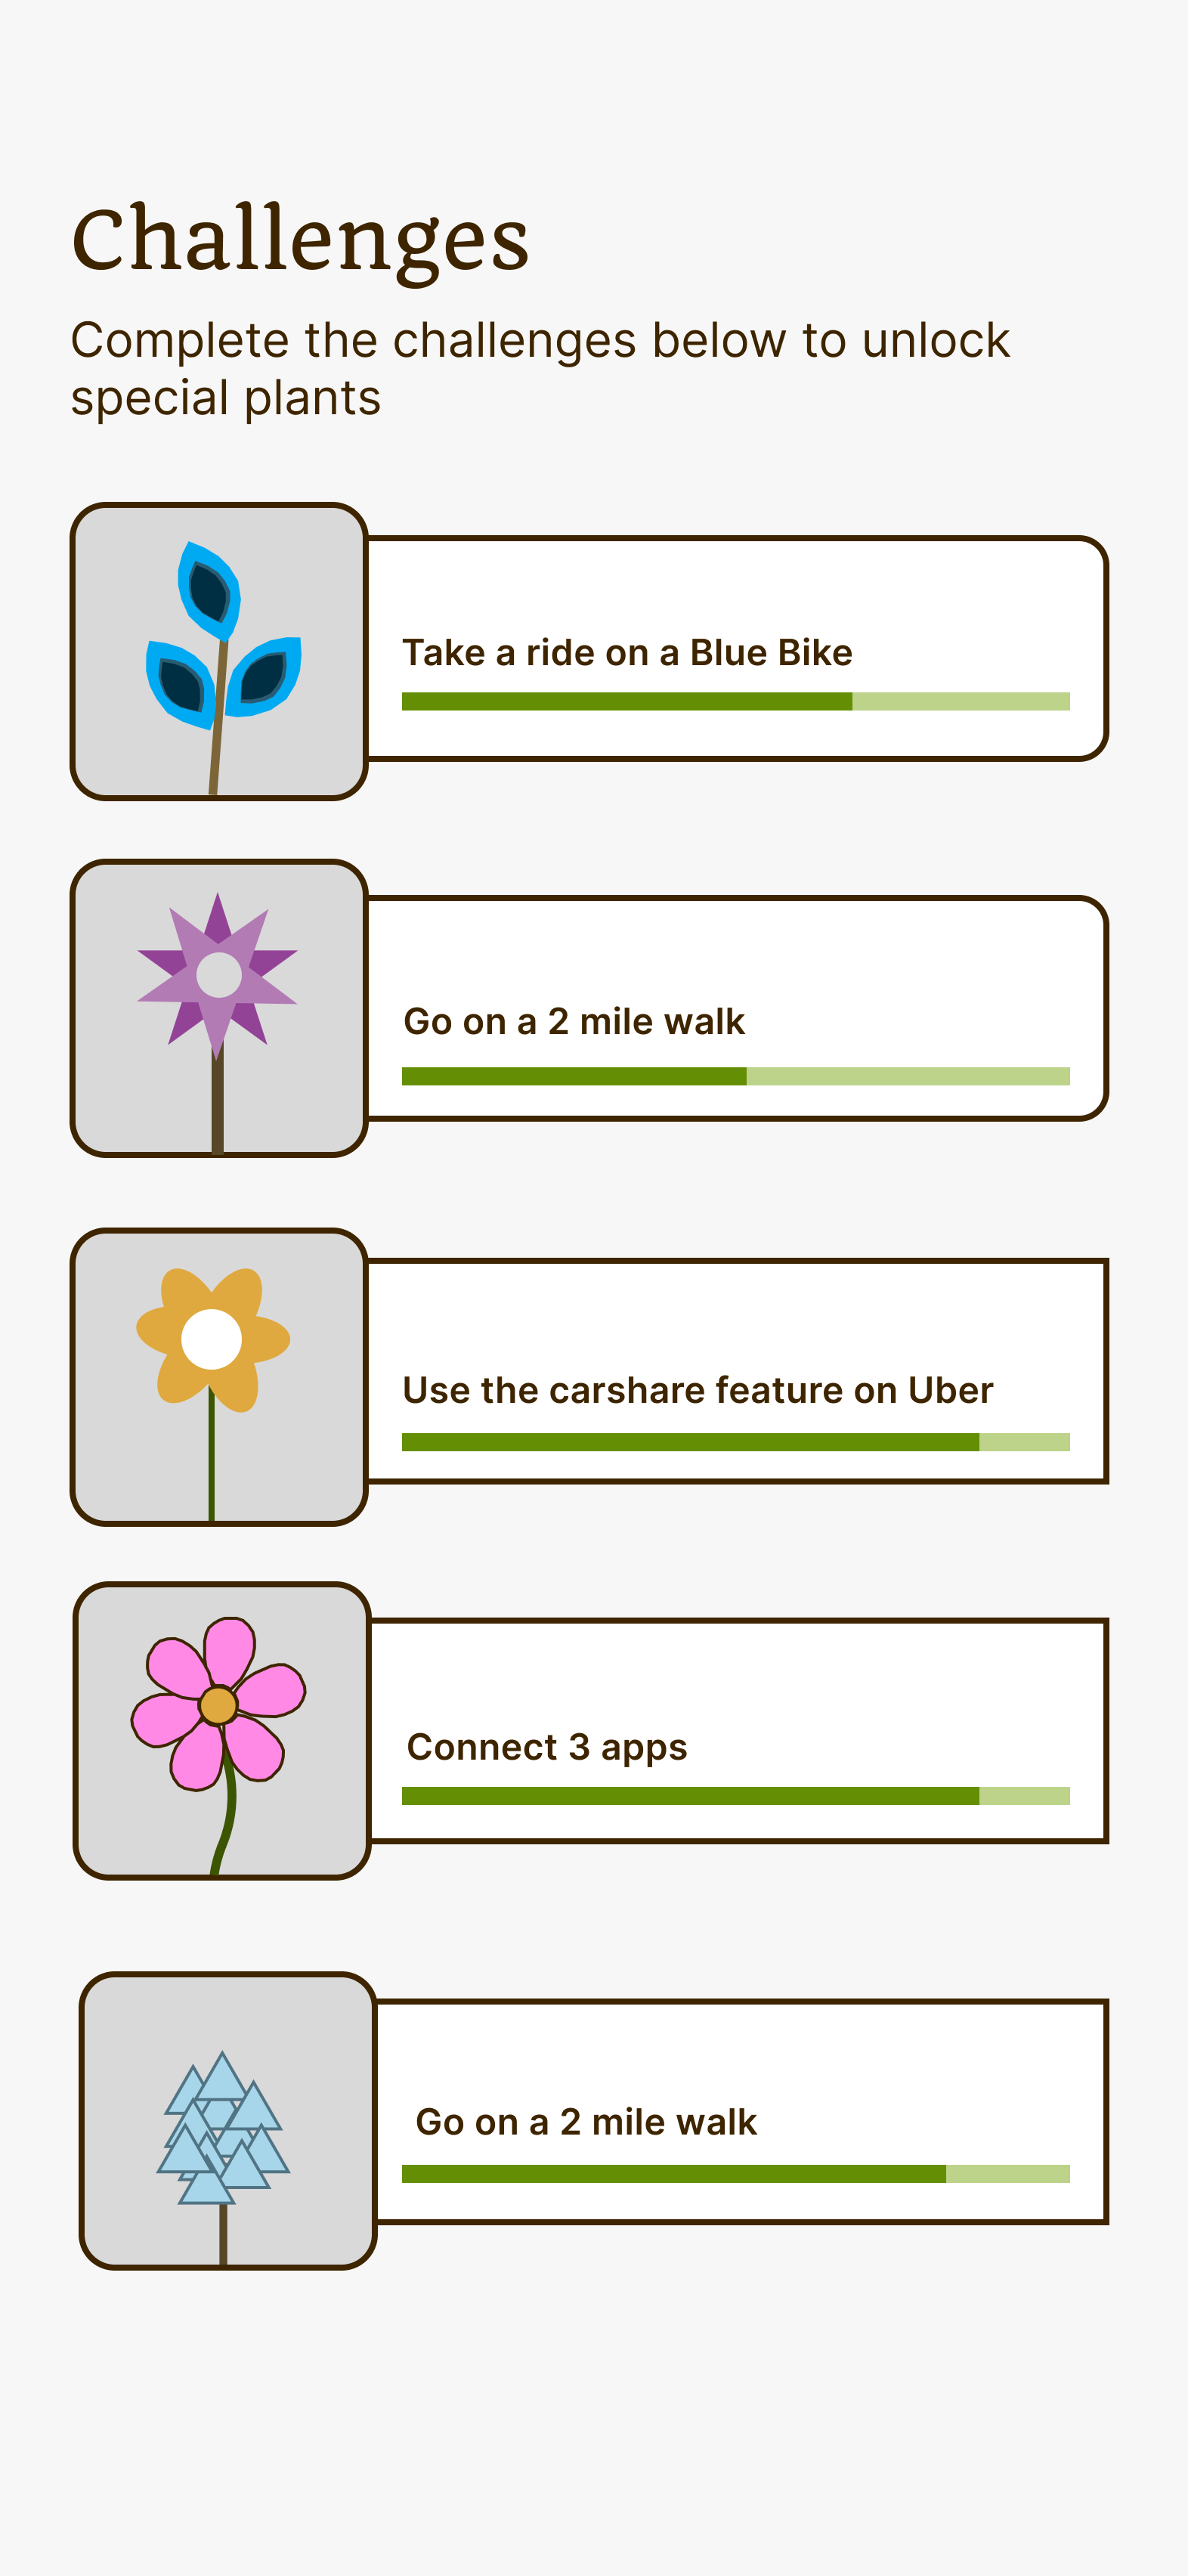 Challenges
Complete the challenges below to unlock
special plants
Take a ride on a Blue Bike
Go on a 2 mile walk
Use the carshare feature on Uber
Connect 3 apps
Go on a 2 mile walk